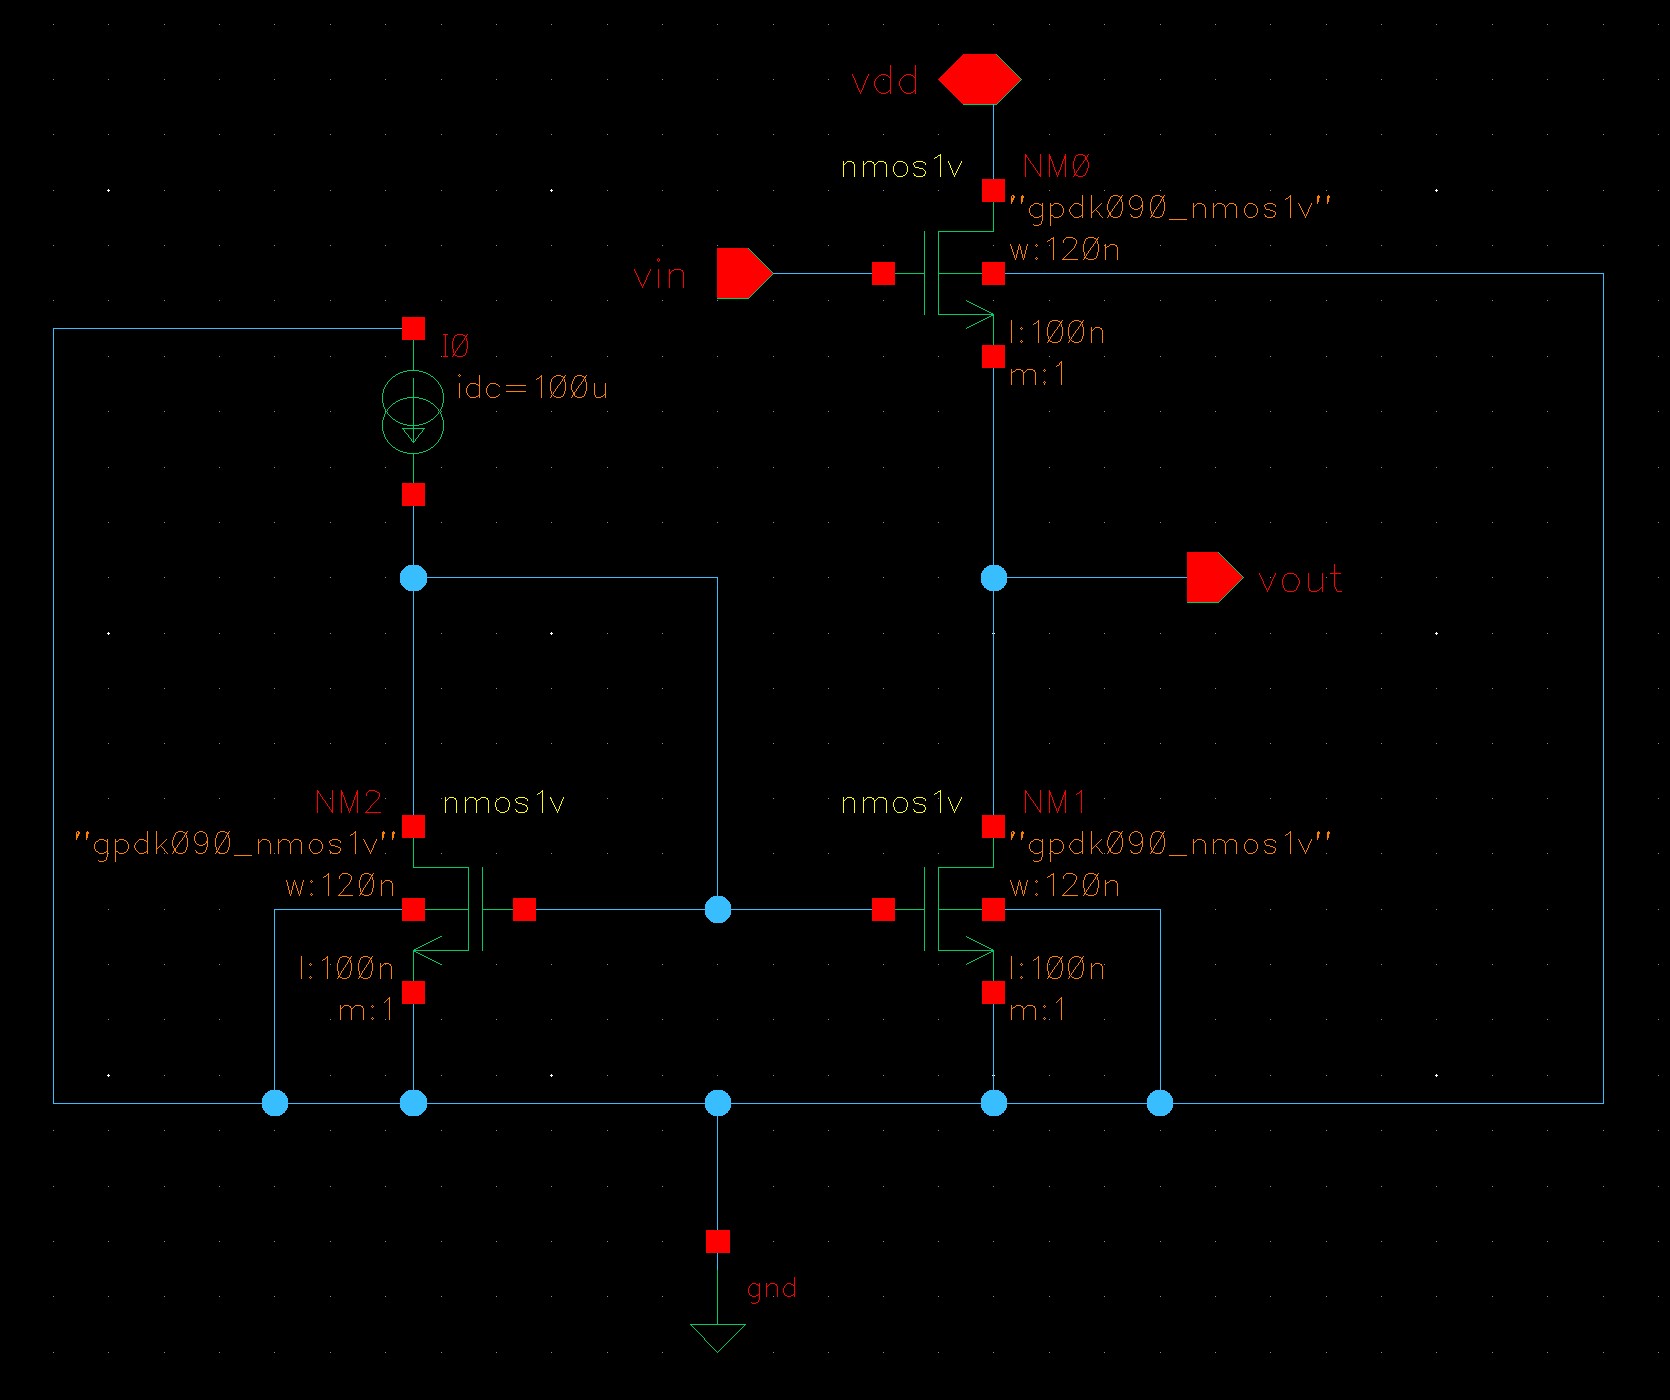 vdd
nmos1v NM0
"gpdk090_nmos1v"
w:120n
vin
l:100n
m:1
I0
idc=100u
vout
NM2 nmos1v
"gpdk090_nmos1v"
w:120n
l:100n
m:1
nmos1v NM1
"gpdk090_nmos1v"
w:120n
l:100n
m:1
gnd